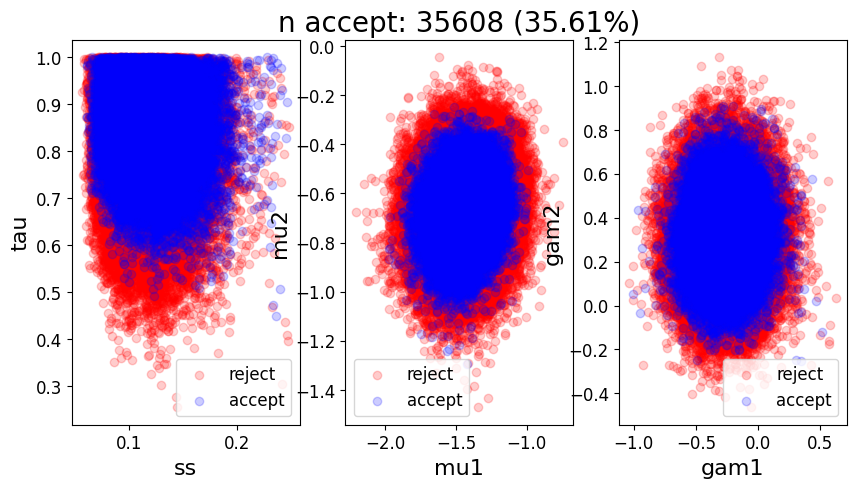 n accept: 35608 (35.61%)
tau
1.0
0.9
0.8
0.7
0.6
0.5
0.4
0.3
0.1
0.2
ss
reject
accept
mu2
0.0
−0.2
−0.4
−0.6
−0.8
−1.0
−1.2
−1.4
−2.0
−1.5
−1.0
mu1
reject
accept
gam2
1.2
1.0
0.8
0.6
0.4
0.2
0.0
−0.2
−0.4
−1.0
−0.5
0.0
0.5
gam1
reject
accept